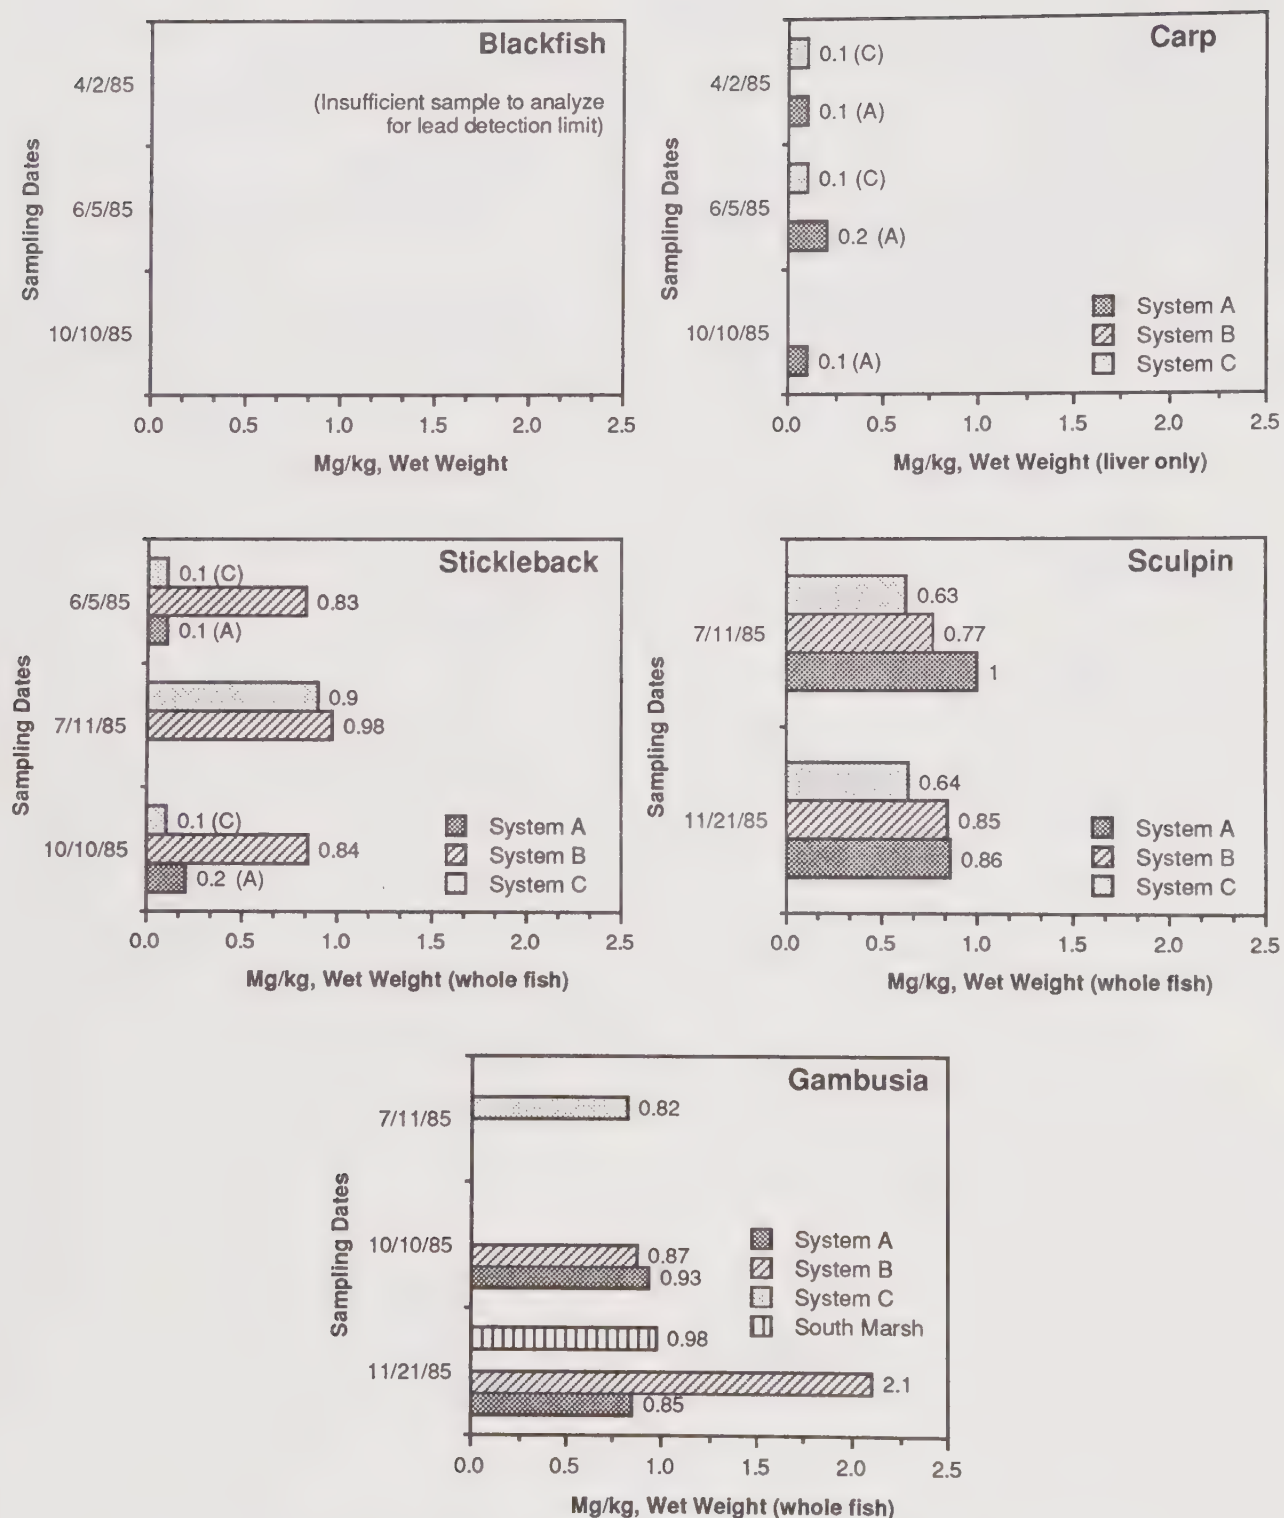 Blackfish
(Insufficient sample to analyze
for lead detection limit)
Sampling Dates
4/2/85
6/5/85
10/10/85
0.0 0.5 1.0 1.5 2.0 2.5
Mg/kg, Wet Weight
Carp
Sampling Dates
4/2/85
6/5/85
10/10/85
0.1 (C)
0.1 (A)
0.1 (C)
0.2 (A)
0.1 (A)
System A
System B
System C
0.0 0.5 1.0 1.5 2.0 2.5
Mg/kg, Wet Weight (liver only)
Stickleback
Sampling Dates
6/5/85
7/11/85
10/10/85
0.1 (C)
0.83
0.1 (A)
0.9
0.98
0.1 (C)
0.84
0.2 (A)
System A
System B
System C
0.0 0.5 1.0 1.5 2.0 2.5
Mg/kg, Wet Weight (whole fish)
Sculpin
Sampling Dates
7/11/85
11/21/85
0.63
0.77
1
0.64
0.85
0.86
System A
System B
System C
0.0 0.5 1.0 1.5 2.0 2.5
Mg/kg, Wet Weight (whole fish)
Gambusia
Sampling Dates
7/11/85
10/10/85
11/21/85
0.82
0.87
0.93
0.98
2.1
0.85
System A
System B
System C
South Marsh
0.0 0.5 1.0 1.5 2.0 2.5
Mg/kg, Wet Weight (whole fish)